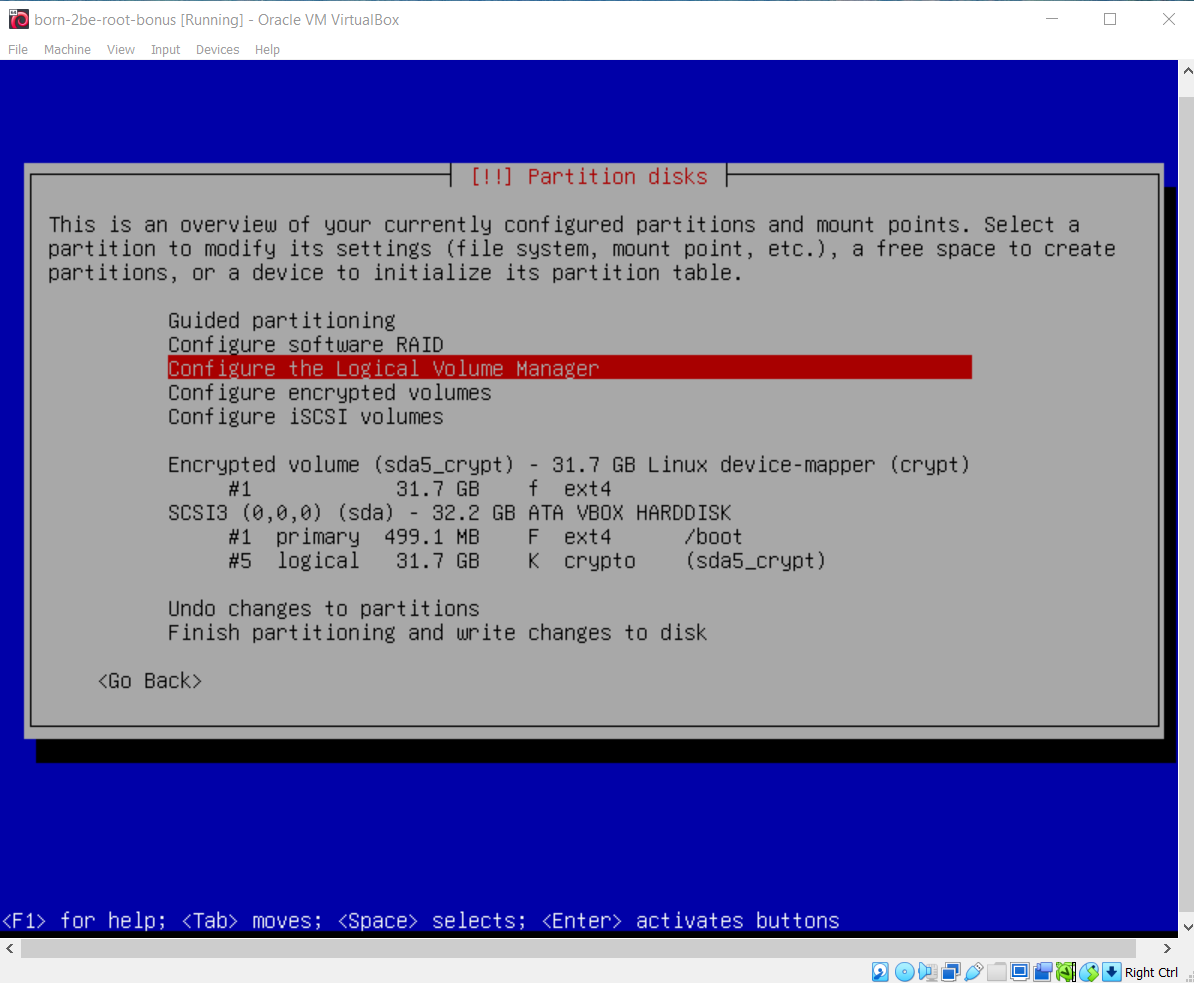 born-2be-root-bonus [Running] - Oracle VM VirtualBox
File Machine View Input Devices Help
[!!] Partition disks
This is an overview of your currently configured partitions and mount points. Select a
partition to modify its settings (file system, mount point, etc.), a free space to create
partitions, or a device to initialize its partition table.
Guided partitioning
Configure software RAID
Configure the Logical Volume Manager
Configure encrypted volumes
Configure iSCSI volumes
Encrypted volume (sda5_crypt) - 31.7 GB Linux device-mapper (crypt)
#1 31.7 GB f ext4
SCSI3 (0,0,0) (sda) - 32.2 GB ATA VBOX HARDDISK
#1 primary 499.1 MB F ext4 /boot
#5 logical 31.7 GB K crypto (sda5_crypt)
Undo changes to partitions
Finish partitioning and write changes to disk
<Go Back>
<F1> for help; <Tab> moves; <Space> selects; <Enter> activates buttons
Right Ctrl